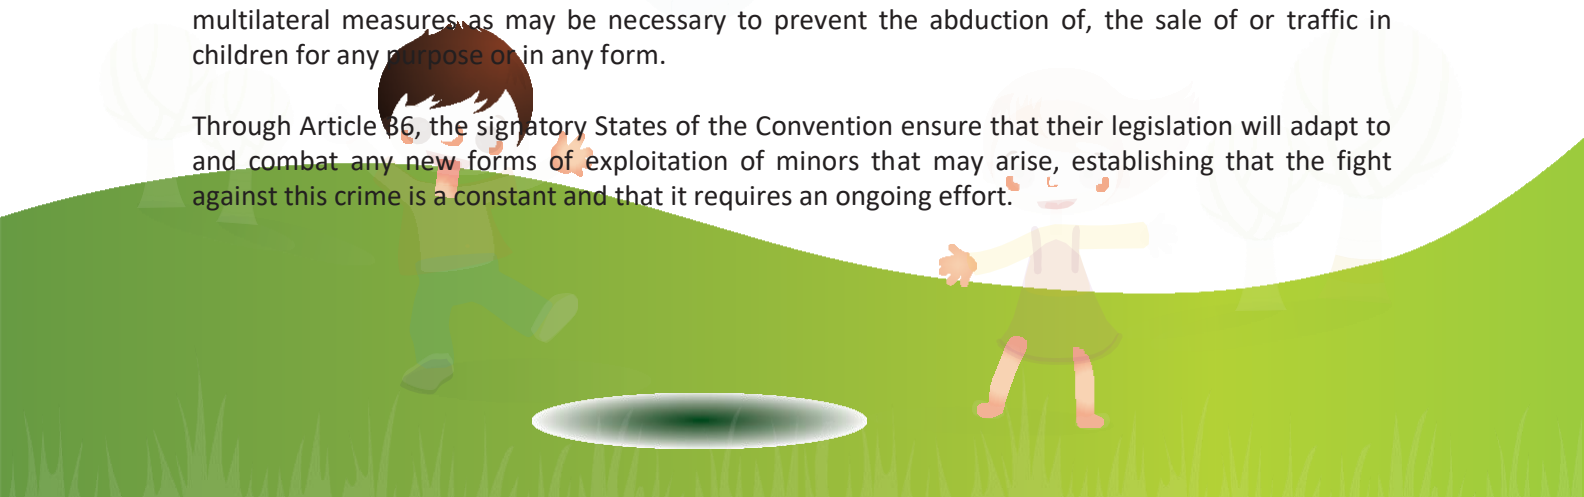 multilateral measures as may be necessary to prevent the abduction of, the sale of or traffic in
children for any purpose or in any form.
Through Article 36, the signatory States of the Convention ensure that their legislation will adapt to
and combat any new forms of exploitation of minors that may arise, establishing that the fight
against this crime is a constant and that it requires an ongoing effort.